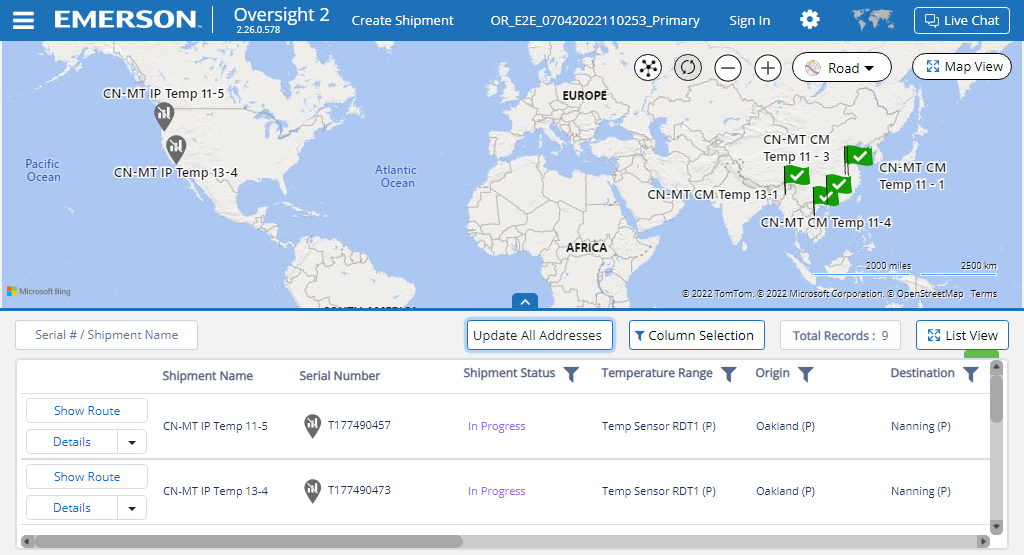 EMERSON
Oversight 2
2.26.0.578
Create Shipment
OR_E2E_07042022110253_Primary
Sign In
Live Chat
Road
Map View
CN-MT IP Temp 11-5
CN-MT IP Temp 13-4
Pacific
Ocean
Atlantic
Ocean
EUROPE
AFRICA
CN-MT CM
Temp 11 - 3
CN-MT CM
Temp 11 - 1
CN-MT CM Temp 13-1
CN-MT CM Temp 11-4
2000 miles
2500 km
Microsoft Bing
© 2022 TomTom, © 2022 Microsoft Corporation, © OpenStreetMap Terms
SOUTH AMERICA
Serial # / Shipment Name
Update All Addresses
Column Selection
Total Records : 9
List View
Shipment Name
Serial Number
Shipment Status
Temperature Range
Origin
Destination
Show Route
Details
CN-MT IP Temp 11-5
T177490457
In Progress
Temp Sensor RDT1 (P)
Oakland (P)
Nanning (P)
Show Route
Details
CN-MT IP Temp 13-4
T177490473
In Progress
Temp Sensor RDT1 (P)
Oakland (P)
Nanning (P)